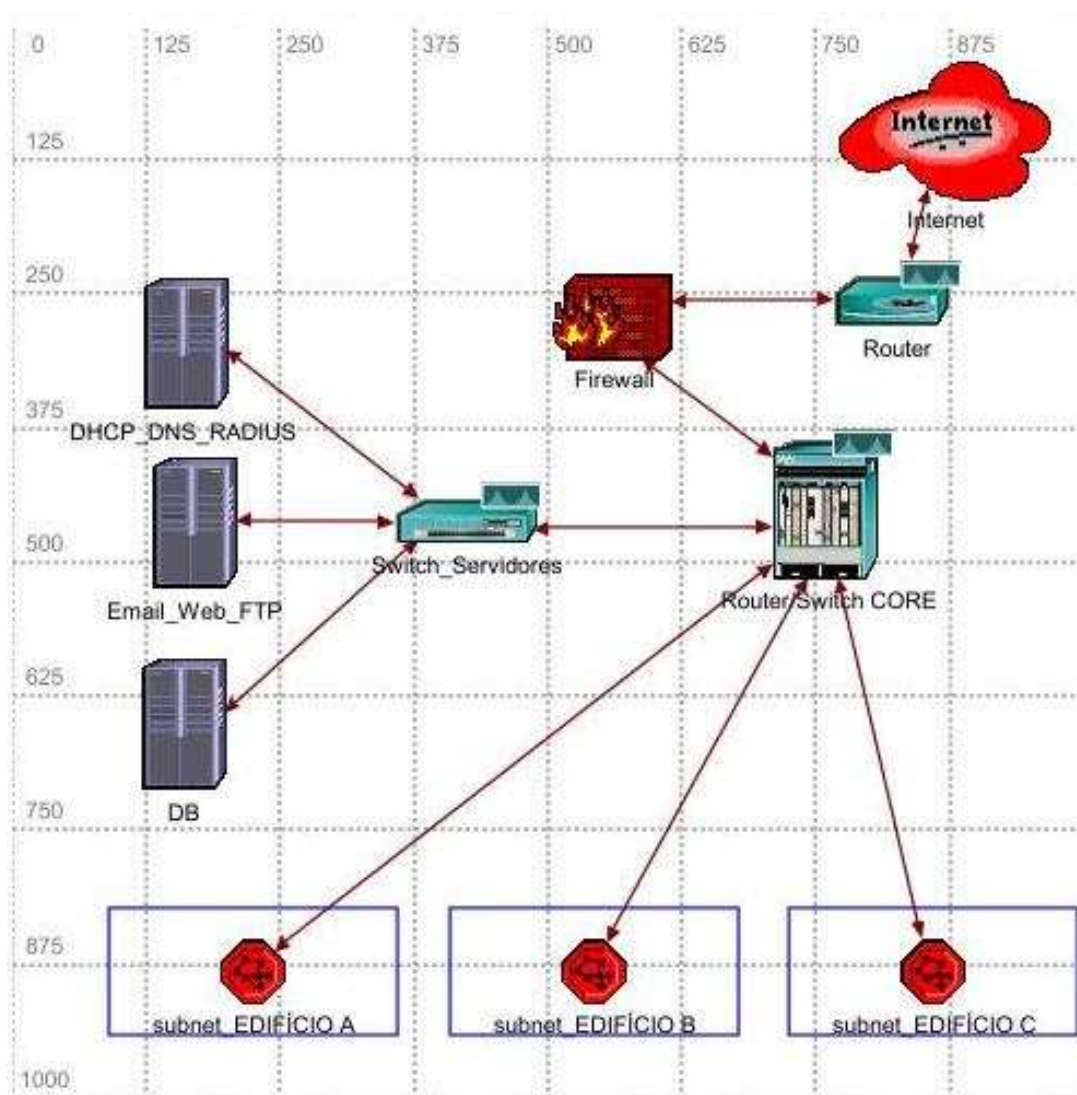 0 125 250 375 500 625 750 875
125
Internet
Internet
250
Router
Firewall
375
DHCP_DNS_RADIUS
500
Switch_Servidores
Router/Switch CORE
Email_Web_FTP
625
DB
750
875
subnet_EDIFÍCIO A
subnet_EDIFÍCIO B
subnet_EDIFÍCIO C
1000